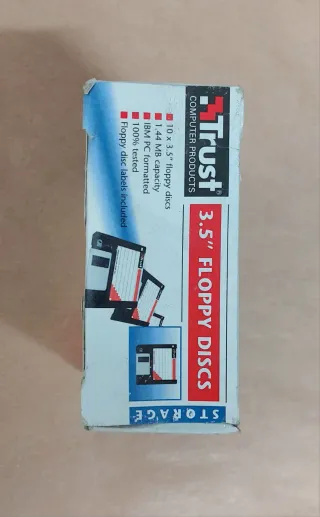 Trust
COMPUTER PRODUCTS
3.5" FLOPPY DISCS
10 x 3.5" floppy discs
1.44 MB capacity
IBM PC formatted
100% tested
Floppy disc labels included
STORAGE